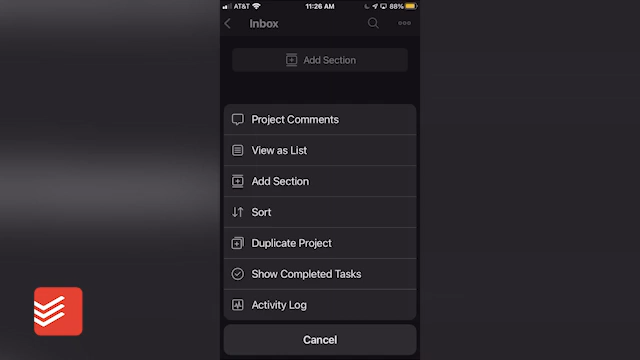 AT&T 11:26 AM 88%
Inbox
Add Section
Project Comments
View as List
Add Section
Sort
Duplicate Project
Show Completed Tasks
Activity Log
Cancel